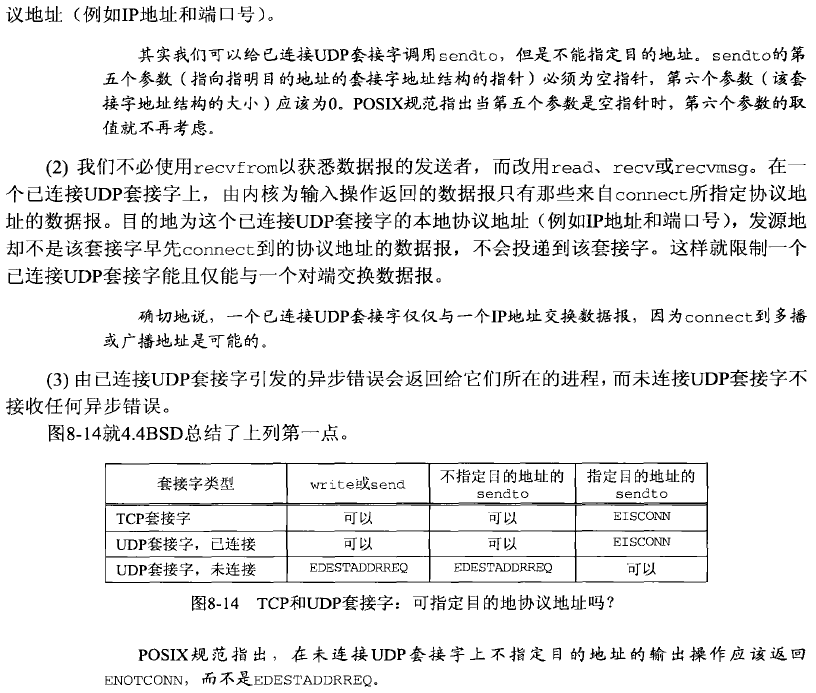 议地址（例如IP地址和端口号）。
其实我们可以给已连接UDP套接字调用sendto，但是不能指定目的地址。sendto的第
五个参数（指向指明目的地址的套接字地址结构的指针）必须为空指针，第六个参数（该套
接字地址结构的大小）应该为0。POSIX规范指出当第五个参数是空指针时，第六个参数的取
值就不再考虑。
(2) 我们不必使用recvfrom以获悉数据报的发送者，而改用read、recv或recvmsg。在一
个已连接UDP套接字上，由内核为输入操作返回的数据报只有那些来自connect所指定协议地
址的数据报。目的地为这个已连接UDP套接字的本地协议地址（例如IP地址和端口号），发源地
却不是该套接字早先connect到的协议地址的数据报，不会投递到该套接字。这样就限制一个
已连接UDP套接字能且仅能与一个对端交换数据报。
确切地说，一个已连接UDP套接字仅仅与一个IP地址交换数据报，因为connect到多播
或广播地址是可能的。
(3) 由已连接UDP套接字引发的异步错误会返回给它们所在的进程，而未连接UDP套接字不
接收任何异步错误。
图8-14就4.4BSD总结了上列第一点。
套接字类型 write或send 不指定目的地址的sendto 指定目的地址的sendto
TCP套接字 可以 可以 EISCONN
UDP套接字，已连接 可以 可以 EISCONN
UDP套接字，未连接 EDESTADDRREQ EDESTADDRREQ 可以
图8-14 TCP和UDP套接字：可指定目的地协议地址吗？
POSIX规范指出，在未连接UDP套接字上不指定目的地址的输出操作应该返回
ENOTCONN，而不是EDESTADDRREQ。